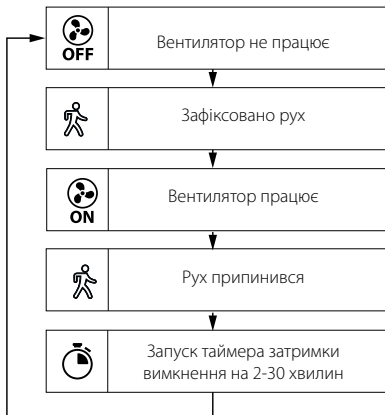 OFF
Вентилятор не працює
Зафіксовано рух
ON
Вентилятор працює
Рух припинився
Запуск таймера затримки
вимкнення на 2-30 хвилин